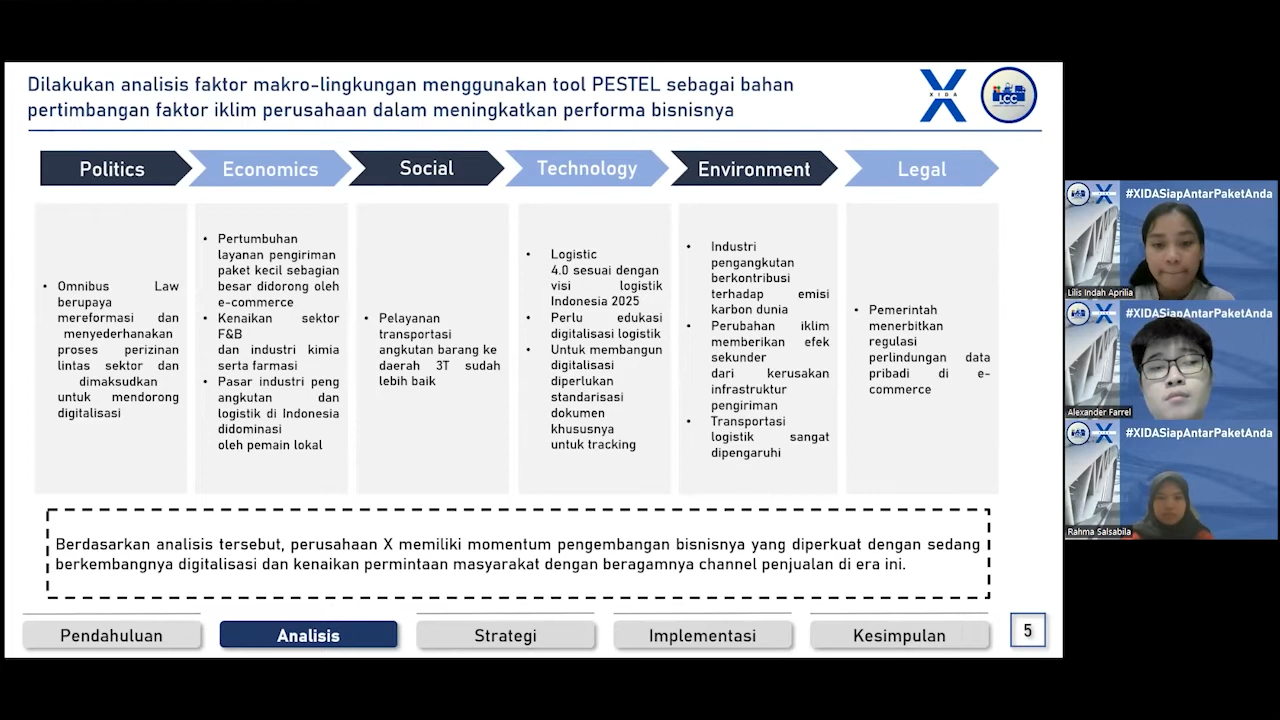 Dilakukan analisis faktor makro-lingkungan menggunakan tool PESTEL sebagai bahan
pertimbangan faktor iklim perusahaan dalam meningkatkan performa bisnisnya
X I D A
LCC
Politics
Economics
Social
Technology
Environment
Legal
• Omnibus Law
berupaya
mereformasi dan
menyederhanakan
proses perizinan
lintas sektor dan
dimaksudkan
untuk mendorong
digitalisasi
• Pertumbuhan
layanan pengiriman
paket kecil sebagian
besar didorong oleh
e-commerce
• Kenaikan sektor
F&B
dan industri kimia
serta farmasi
• Pasar industri peng
angkutan dan
logistik di Indonesia
didominasi
oleh pemain lokal
• Pelayanan
transportasi
angkutan barang ke
daerah 3T sudah
lebih baik
• Logistic
4.0 sesuai dengan
visi logistik
Indonesia 2025
• Perlu edukasi
digitalisasi logistik
• Untuk membangun
digitalisasi
diperlukan
standarisasi
dokumen
khususnya
untuk tracking
• Industri
pengangkutan
berkontribusi
terhadap emisi
karbon dunia
• Perubahan iklim
memberikan efek
sekunder
dari kerusakan
infrastruktur
pengiriman
• Transportasi
logistik sangat
dipengaruhi
• Pemerintah
menerbitkan
regulasi
perlindungan data
pribadi di e-
commerce
Berdasarkan analisis tersebut, perusahaan X memiliki momentum pengembangan bisnisnya yang diperkuat dengan sedang
berkembangnya digitalisasi dan kenaikan permintaan masyarakat dengan beragamnya channel penjualan di era ini.
Pendahuluan
Analisis
Strategi
Implementasi
Kesimpulan
5
#XIDASiapAntarPaketAnda
Lilis Indah Aprilia
#XIDASiapAntarPaketAnda
Alexander Farrel
#XIDASiapAntarPaketAnda
Rahma Salsabila